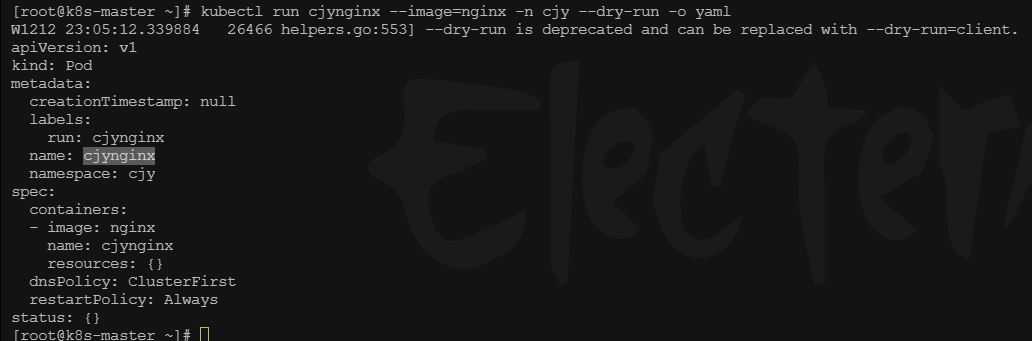 [root@k8s-master ~]# kubectl run cjynginx --image=nginx -n cjy --dry-run -o yaml
W1212 23:05:12.339884   26466 helpers.go:553] --dry-run is deprecated and can be replaced with --dry-run=client.
apiVersion: v1
kind: Pod
metadata:
  creationTimestamp: null
  labels:
    run: cjynginx
  name: cjynginx
  namespace: cjy
spec:
  containers:
  - image: nginx
    name: cjynginx
    resources: {}
  dnsPolicy: ClusterFirst
  restartPolicy: Always
status: {}
[root@k8s-master ~]#
Electer